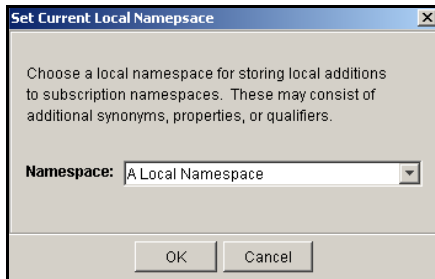 Set Current Local Namepsace
Choose a local namespace for storing local additions
to subscription namespaces. These may consist of
additional synonyms, properties, or qualifiers.
Namespace: A Local Namespace
OK Cancel